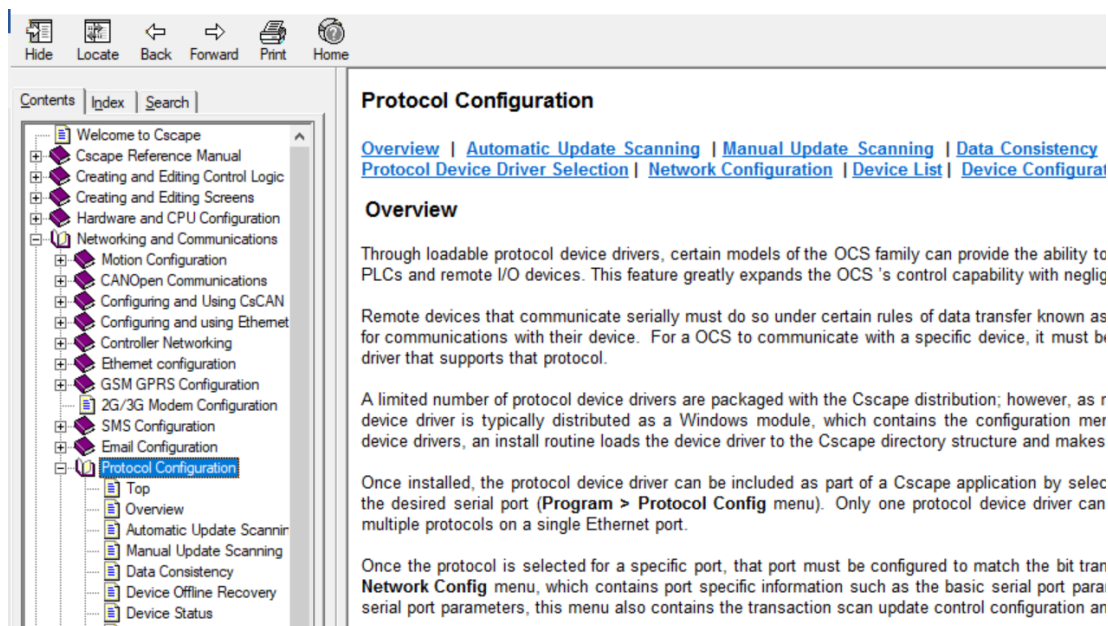 Hide Locate Back Forward Print Home
Contents Index Search
Welcome to Cscape
Cscape Reference Manual
Creating and Editing Control Logic
Creating and Editing Screens
Hardware and CPU Configuration
Networking and Communications
Motion Configuration
CANOpen Communications
Configuring and Using CsCAN
Configuring and using Ethernet
Controller Networking
Ethernet configuration
GSM GPRS Configuration
2G/3G Modem Configuration
SMS Configuration
Email Configuration
Protocol Configuration
Top
Overview
Automatic Update Scannin
Manual Update Scanning
Data Consistency
Device Offline Recovery
Device Status
Protocol Configuration
Overview | Automatic Update Scanning | Manual Update Scanning | Data Consistency
Protocol Device Driver Selection | Network Configuration | Device List | Device Configurat
Overview
Through loadable protocol device drivers, certain models of the OCS family can provide the ability to
PLCs and remote I/O devices. This feature greatly expands the OCS 's control capability with neglig
Remote devices that communicate serially must do so under certain rules of data transfer known as
for communications with their device. For a OCS to communicate with a specific device, it must be
driver that supports that protocol.
A limited number of protocol device drivers are packaged with the Cscape distribution; however, as
device driver is typically distributed as a Windows module, which contains the configuration
device drivers, an install routine loads the device driver to the Cscape directory structure and makes
Once installed, the protocol device driver can be included as part of a Cscape application by selec
the desired serial port (Program > Protocol Config menu). Only one protocol device driver can
multiple protocols on a single Ethernet port.
Once the protocol is selected for a specific port, that port must be configured to match the bit tran
Network Config menu, which contains port specific information such as the basic serial port para
serial port parameters, this menu also contains the transaction scan update control configuration an